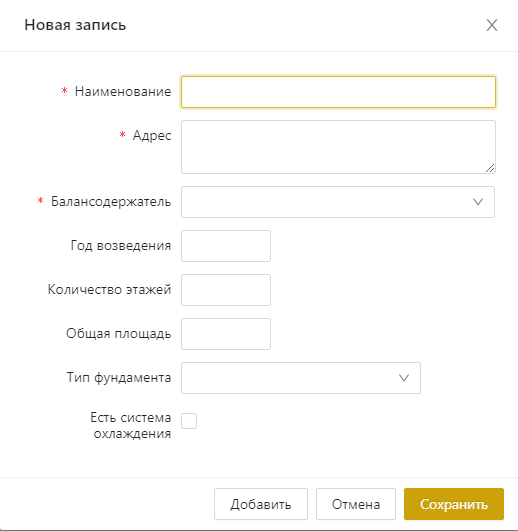 Новая запись
* Наименование
* Адрес
* Балансодержатель
Год возведения
Количество этажей
Общая площадь
Тип фундамента
Есть система
охлаждения
Добавить Отмена Сохранить